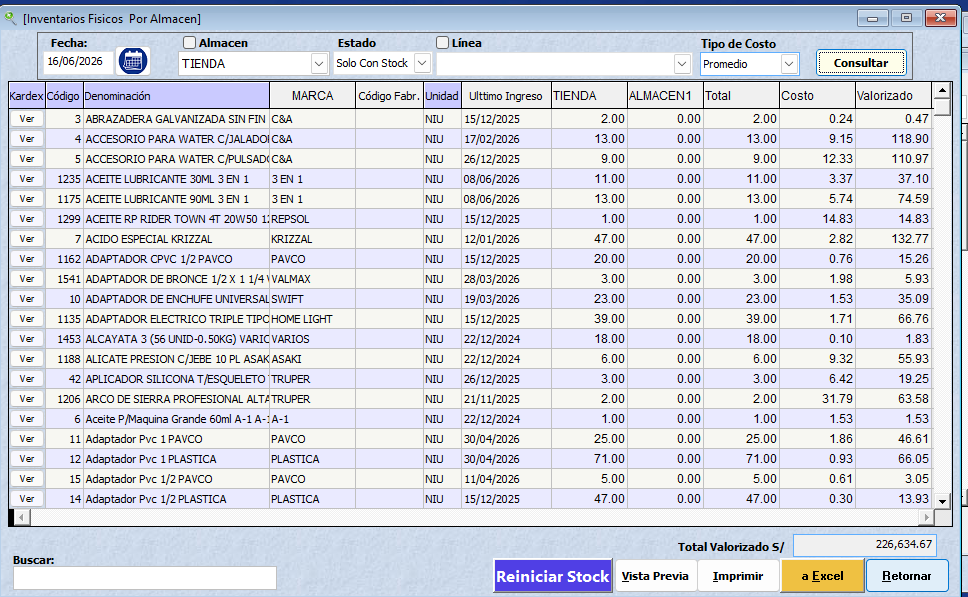 [Inventarios Fisicos  Por Almacen]
Fecha: Almacen Estado Línea Tipo de Costo
16/06/2026 TIENDA Solo Con Stock Promedio Consultar
Kardex Código Denominación MARCA Código Fabr. Unidad Ultimo Ingreso TIENDA ALMACEN1 Total Costo Valorizado
Ver 3 ABRAZADERA GALVANIZADA SIN FIN C&A NIU 15/12/2025 2.00 0.00 2.00 0.24 0.47
Ver 4 ACCESORIO PARA WATER C/JALADO C&A NIU 17/02/2026 13.00 0.00 13.00 9.15 118.90
Ver 5 ACCESORIO PARA WATER C/PULSAD C&A NIU 26/12/2025 9.00 0.00 9.00 12.33 110.97
Ver 1235 ACEITE LUBRICANTE 30ML 3 EN 1 3 EN 1 NIU 08/06/2026 11.00 0.00 11.00 3.37 37.10
Ver 1175 ACEITE LUBRICANTE 90ML 3 EN 1 3 EN 1 NIU 08/06/2026 13.00 0.00 13.00 5.74 74.59
Ver 1299 ACEITE RP RIDER TOWN 4T 20W50 REPSOL NIU 15/12/2025 1.00 0.00 1.00 14.83 14.83
Ver 7 ACIDO ESPECIAL KRIZZAL KRIZZAL NIU 12/01/2026 47.00 0.00 47.00 2.82 132.77
Ver 1162 ADAPTADOR CPVC 1/2 PAVCO PAVCO NIU 15/12/2025 20.00 0.00 20.00 0.76 15.26
Ver 1541 ADAPTADOR DE BRONCE 1/2 X 1 1/4 VALMAX NIU 28/03/2026 3.00 0.00 3.00 1.98 5.93
Ver 10 ADAPTADOR DE ENCHUFE UNIVERSAL SWIFT NIU 19/03/2026 23.00 0.00 23.00 1.53 35.09
Ver 1135 ADAPTADOR ELECTRICO TRIPLE TIPO HOME LIGHT NIU 15/12/2025 39.00 0.00 39.00 1.71 66.76
Ver 1453 ALCAYATA 3 (56 UNID-0.50KG) VARIO VARIOS NIU 22/12/2024 18.00 0.00 18.00 0.10 1.83
Ver 1188 ALICATE PRESION C/JEBE 10 PL ASAK ASAKI NIU 22/12/2024 6.00 0.00 6.00 9.32 55.93
Ver 42 APLICADOR SILICONA T/ESQUELETO TRUPER NIU 26/12/2025 3.00 0.00 3.00 6.42 19.25
Ver 1206 ARCO DE SIERRA PROFESIONAL ALTA TRUPER NIU 21/11/2025 2.00 0.00 2.00 31.79 63.58
Ver 6 Aceite P/Maquina Grande 60ml A-1 A-1 A-1 NIU 22/12/2024 1.00 0.00 1.00 1.53 1.53
Ver 11 Adaptador Pvc 1 PAVCO PAVCO NIU 30/04/2026 25.00 0.00 25.00 1.86 46.61
Ver 12 Adaptador Pvc 1 PLASTICA PLASTICA NIU 30/04/2026 71.00 0.00 71.00 0.93 66.05
Ver 15 Adaptador Pvc 1/2 PAVCO PAVCO NIU 11/04/2026 5.00 0.00 5.00 0.61 3.05
Ver 14 Adaptador Pvc 1/2 PLASTICA PLASTICA NIU 15/12/2025 47.00 0.00 47.00 0.30 13.93
Total Valorizado S/ 226,634.67
Buscar:
Reiniciar Stock Vista Previa Imprimir a Excel Retornar